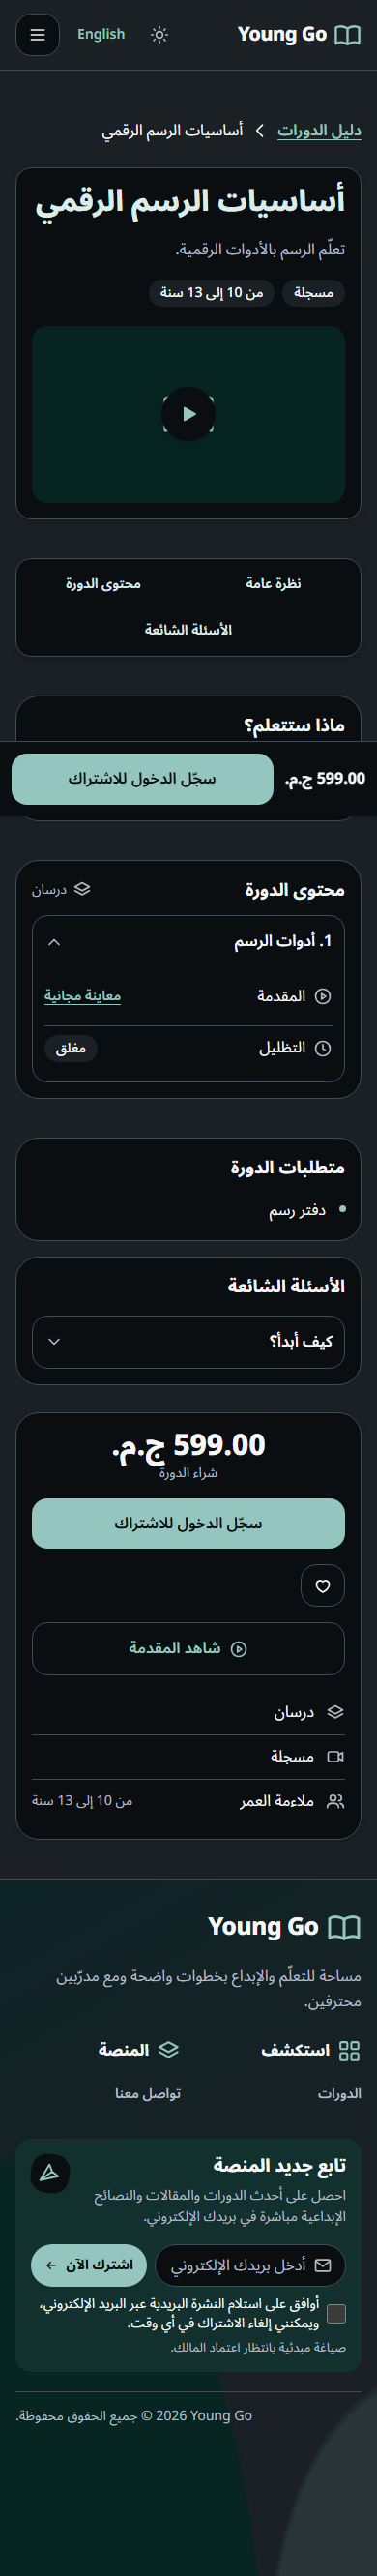 Young Go
English
دليل الدورات
أساسيات الرسم الرقمي
أساسيات الرسم الرقمي
تعلّم الرسم بالأدوات الرقمية.
مسجلة
من 10 إلى 13 سنة
نظرة عامة
محتوى الدورة
الأسئلة الشائعة
ماذا ستتعلم؟
599.00 ج.م.
سجّل الدخول للاشتراك
محتوى الدورة
درسان
1. أدوات الرسم
المقدمة
معاينة مجانية
التظليل
مغلق
متطلبات الدورة
دفتر رسم
الأسئلة الشائعة
كيف أبدأ؟
599.00 ج.م.
شراء الدورة
سجّل الدخول للاشتراك
شاهد المقدمة
درسان
مسجلة
ملاءمة العمر
من 10 إلى 13 سنة
Young Go
مساحة للتعلّم والإبداع بخطوات واضحة ومع مدرّبين
محترفين.
استكشف
المنصة
الدورات
تواصل معنا
تابع جديد المنصة
احصل على أحدث الدورات والمقالات والنصائح
الإبداعية مباشرة في بريدك الإلكتروني.
أدخل بريدك الإلكتروني
اشترك الآن
أوافق على استلام النشرة البريدية عبر البريد الإلكتروني،
ويمكنني إلغاء الاشتراك في أي وقت.
صياغة مبدئية بانتظار اعتماد المالك.
Young Go 2026 © جميع الحقوق محفوظة.